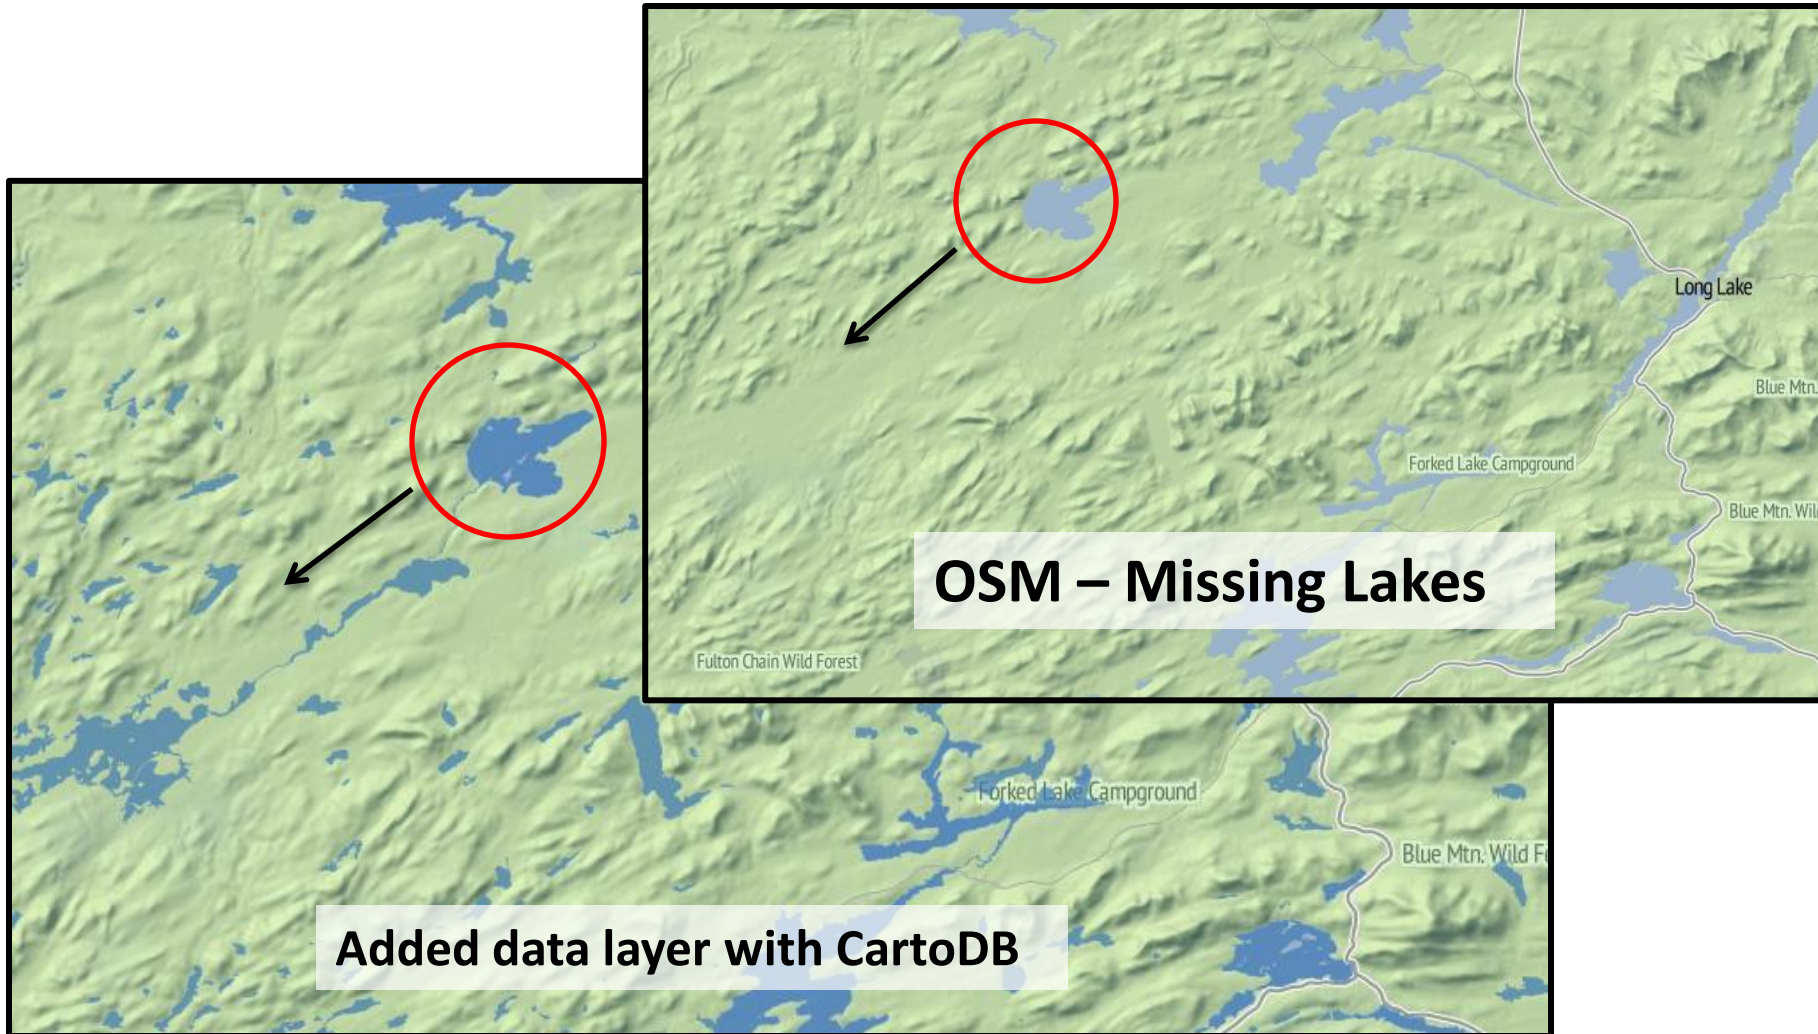 Long Lake
Blue Mtn.
Forked Lake Campground
Blue Mtn. Wil
OSM – Missing Lakes
Fulton Chain Wild Forest
Forked Lake Campground
Blue Mtn. Wild Fo
Added data layer with CartoDB